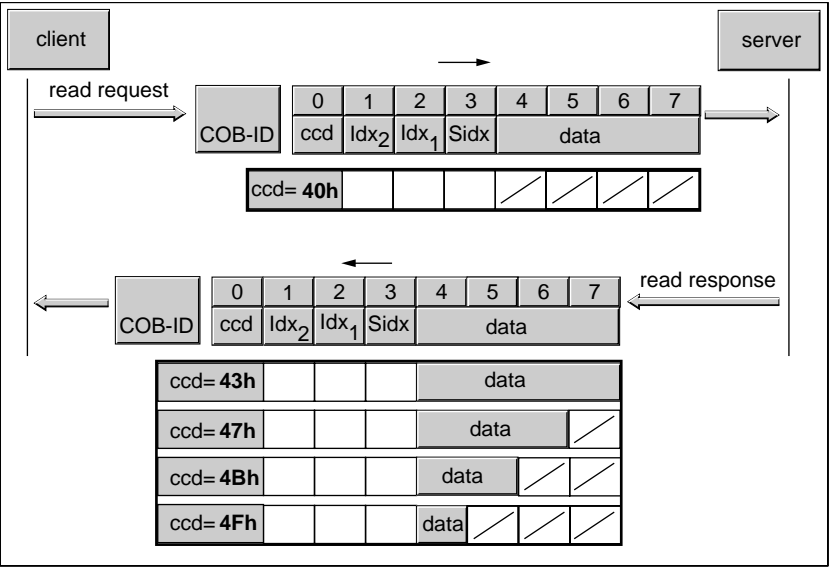 client
server
read request
COB-ID
0 1 2 3 4 5 6 7
ccd Idx2 Idx1 Sidx data
ccd= 40h
read response
COB-ID
0 1 2 3 4 5 6 7
ccd Idx2 Idx1 Sidx data
ccd= 43h data
ccd= 47h data
ccd= 4Bh data
ccd= 4Fh data